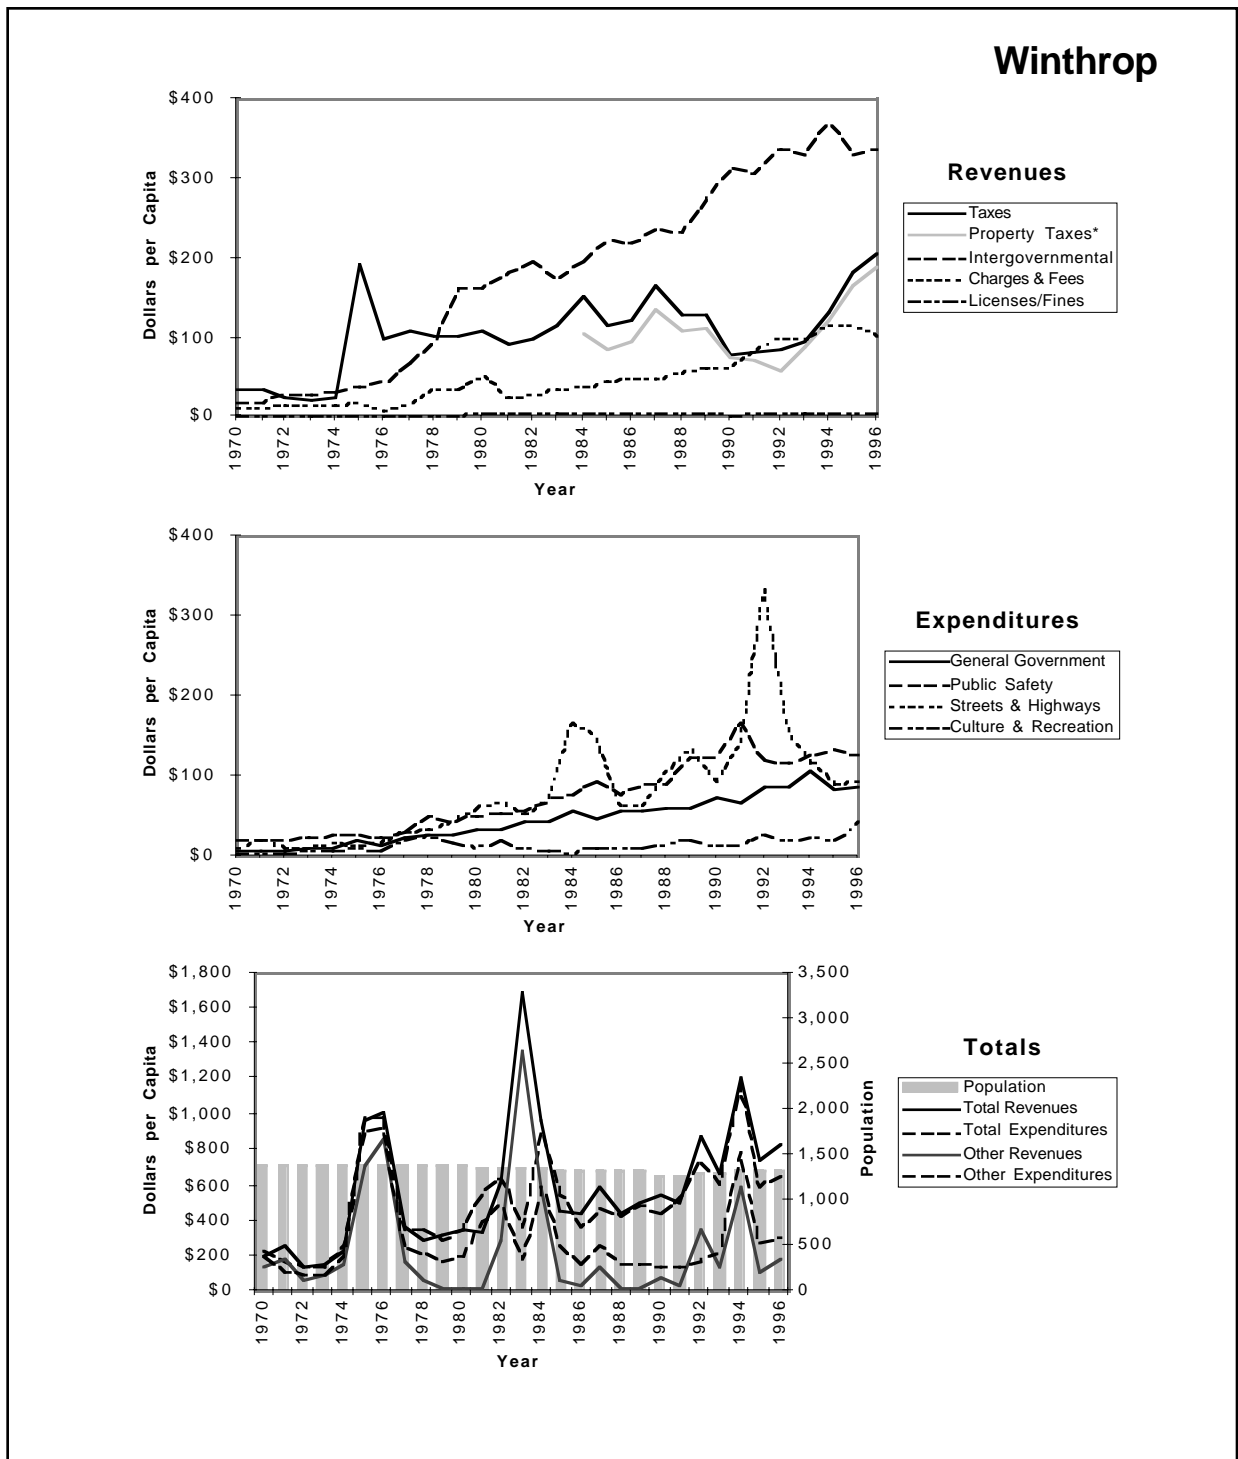 Winthrop
$400
$300
$200
$100
$0
Dollars per Capita
1970
1972
1974
1976
1978
1980
1982
1984
1986
1988
1990
1992
1994
1996
Year
Revenues
Taxes
Property Taxes*
Intergovernmental
Charges & Fees
Licenses/Fines
$400
$300
$200
$100
$0
Dollars per Capita
1970
1972
1974
1976
1978
1980
1982
1984
1986
1988
1990
1992
1994
1996
Year
Expenditures
General Government
Public Safety
Streets & Highways
Culture & Recreation
$1,800
$1,600
$1,400
$1,200
$1,000
$800
$600
$400
$200
$0
Dollars per Capita
3,500
3,000
2,500
2,000
1,500
1,000
500
0
Population
1970
1972
1974
1976
1978
1980
1982
1984
1986
1988
1990
1992
1994
1996
Year
Totals
Population
Total Revenues
Total Expenditures
Other Revenues
Other Expenditures